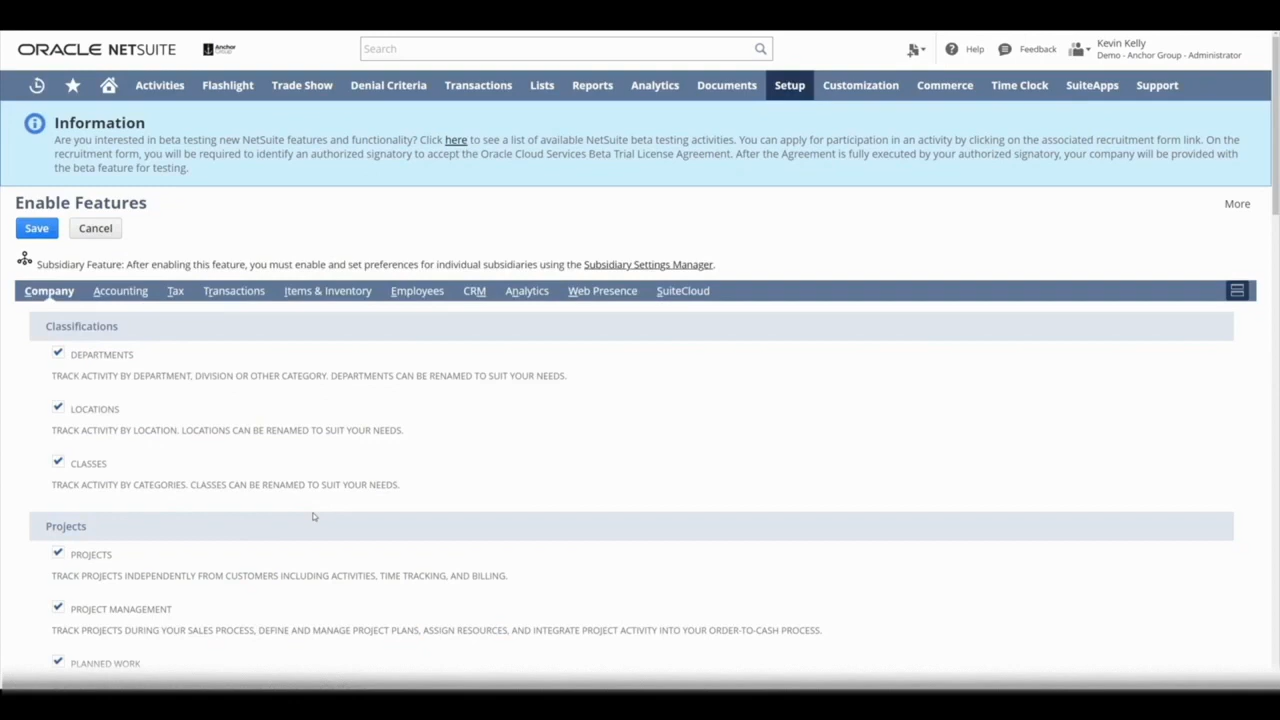 ORACLE NETSUITE
Anchor Group
Search
Help
Feedback
Kevin Kelly
Demo - Anchor Group - Administrator
Activities Flashlight Trade Show Denial Criteria Transactions Lists Reports Analytics Documents Setup Customization Commerce Time Clock SuiteApps Support
Information
Are you interested in beta testing new NetSuite features and functionality? Click here to see a list of available NetSuite beta testing activities. You can apply for participation in an activity by clicking on the associated recruitment form link. On the
recruitment form, you will be required to identify an authorized signatory to accept the Oracle Cloud Services Beta Trial License Agreement. After the Agreement is fully executed by your authorized signatory, your company will be provided with
the beta feature for testing.
Enable Features
More
Save Cancel
Subsidiary Feature: After enabling this feature, you must enable and set preferences for individual subsidiaries using the Subsidiary Settings Manager.
Company Accounting Tax Transactions Items & Inventory Employees CRM Analytics Web Presence SuiteCloud
Classifications
DEPARTMENTS
TRACK ACTIVITY BY DEPARTMENT, DIVISION OR OTHER CATEGORY. DEPARTMENTS CAN BE RENAMED TO SUIT YOUR NEEDS.
LOCATIONS
TRACK ACTIVITY BY LOCATION. LOCATIONS CAN BE RENAMED TO SUIT YOUR NEEDS.
CLASSES
TRACK ACTIVITY BY CATEGORIES. CLASSES CAN BE RENAMED TO SUIT YOUR NEEDS.
Projects
PROJECTS
TRACK PROJECTS INDEPENDENTLY FROM CUSTOMERS INCLUDING ACTIVITIES, TIME TRACKING, AND BILLING.
PROJECT MANAGEMENT
TRACK PROJECTS DURING YOUR SALES PROCESS, DEFINE AND MANAGE PROJECT PLANS, ASSIGN RESOURCES, AND INTEGRATE PROJECT ACTIVITY INTO YOUR ORDER-TO-CASH PROCESS.
PLANNED WORK